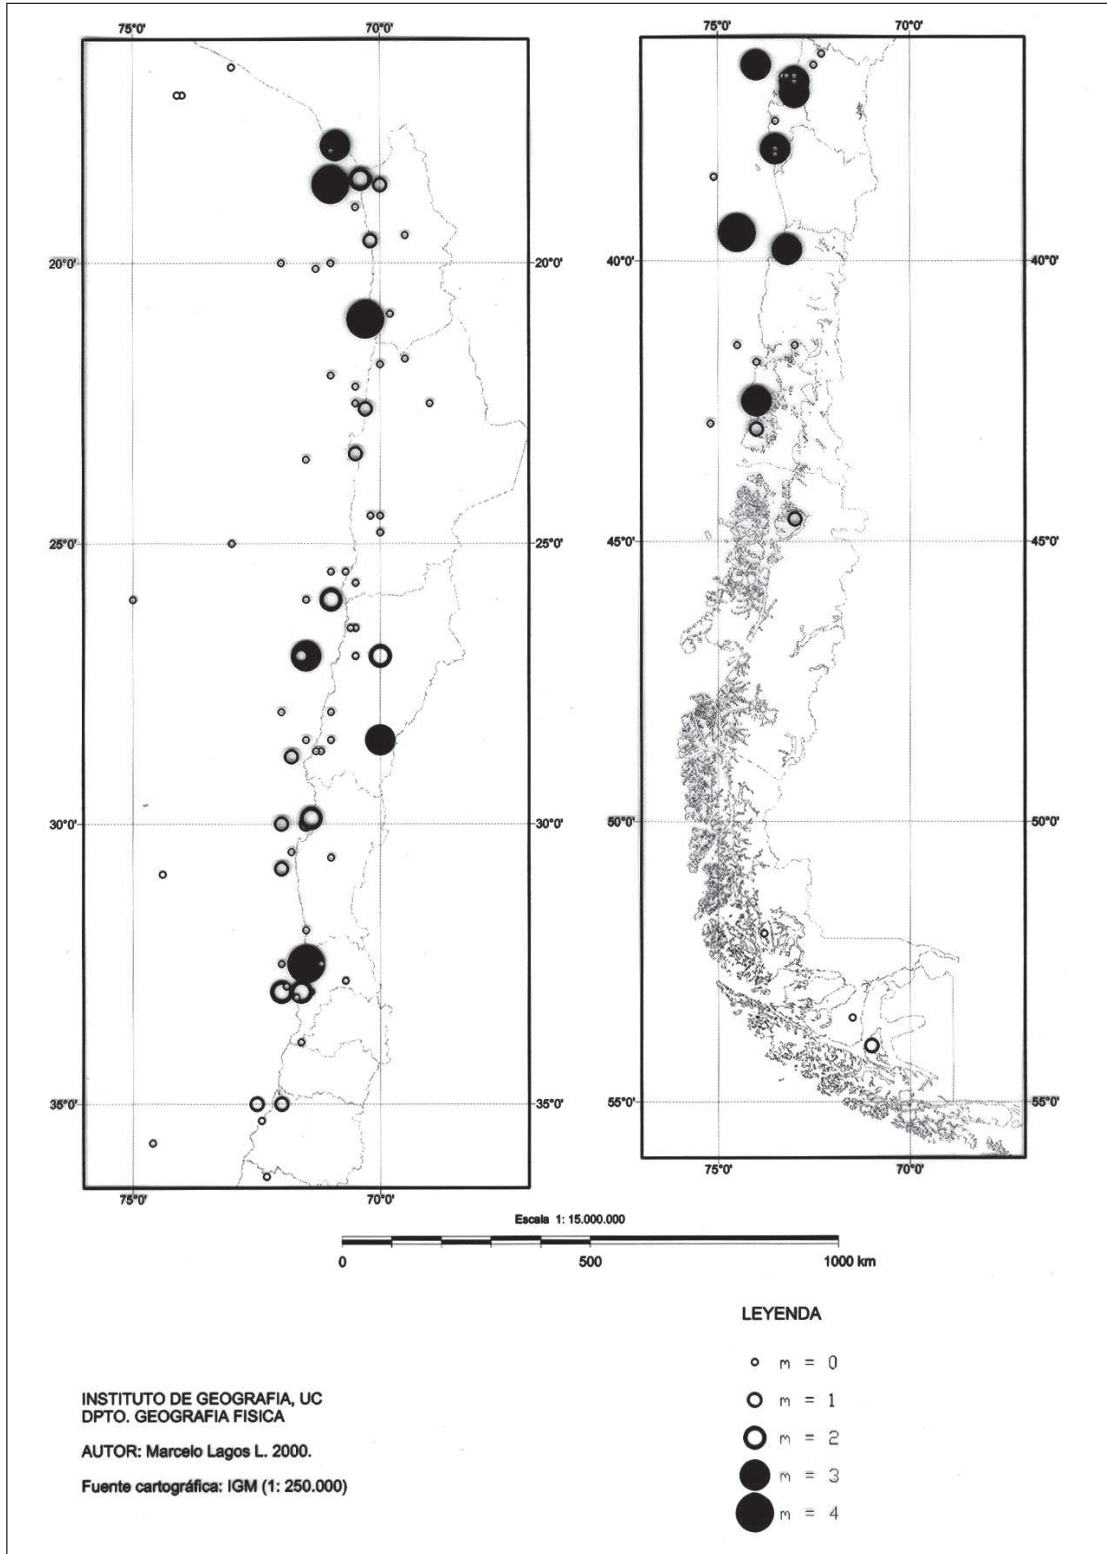 75°0'
70°0'
75°0'
70°0'
20°0'
20°0'
40°0'
40°0'
25°0'
25°0'
45°0'
45°0'
30°0'
30°0'
50°0'
50°0'
35°0'
35°0'
55°0'
55°0'
75°0'
70°0'
75°0'
70°0'
Escala 1: 15.000.000
0
500
1000 km
LEYENDA
m = 0
m = 1
m = 2
m = 3
m = 4
INSTITUTO DE GEOGRAFIA, UC
DPTO. GEOGRAFIA FISICA
AUTOR: Marcelo Lagos L. 2000.
Fuente cartográfica: IGM (1: 250.000)